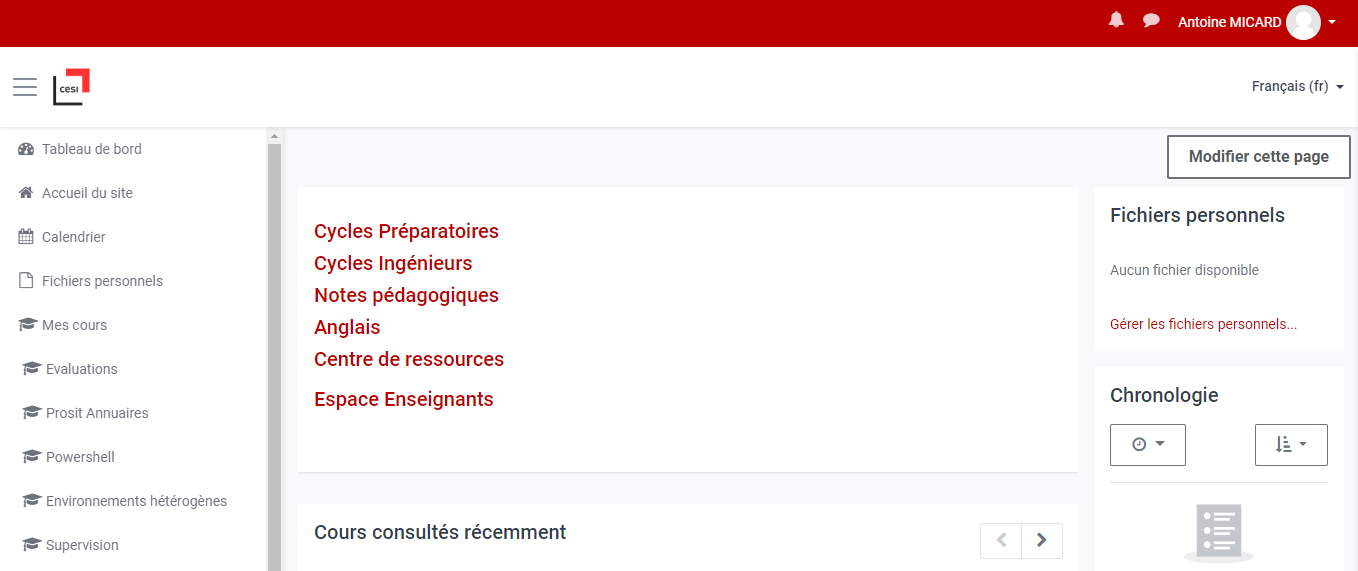 Antoine MICARD
cesi
Français (fr)
Tableau de bord
Accueil du site
Calendrier
Fichiers personnels
Mes cours
Evaluations
Prosit Annuaires
Powershell
Environnements hétérogènes
Supervision
Modifier cette page
Cycles Préparatoires
Cycles Ingénieurs
Notes pédagogiques
Anglais
Centre de ressources
Espace Enseignants
Cours consultés récemment
Fichiers personnels
Aucun fichier disponible
Gérer les fichiers personnels...
Chronologie